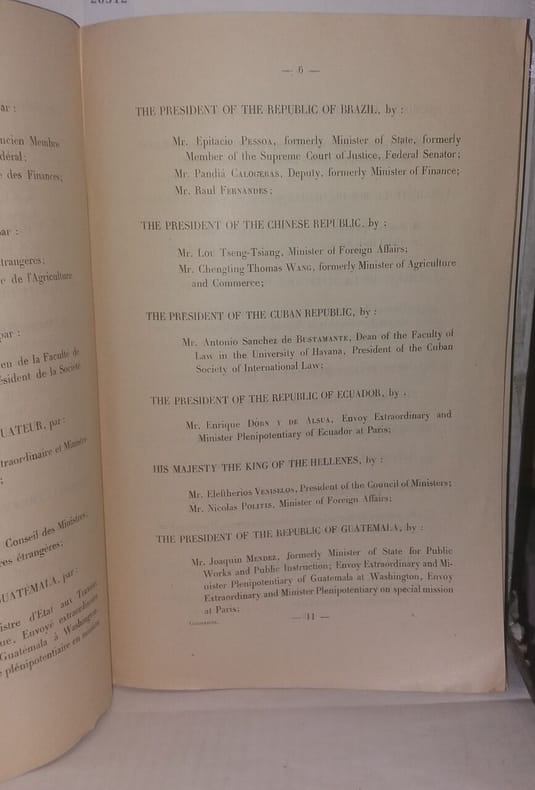 20312
ar :
ncien Membre
déral;
e des Finances;
ar :
trangères;
e de l'Agriculture
par :
en de la Faculté de
ésident de la Société
UATEUR, par:
traordinaire et Ministre
;
Conseil des Ministres;
res étrangères;
GUATEMALA, par:
istre d'État aux Travaux
ue, Envoyé extraordinaire
Guatemala à Washington
e plénipotentiaire en mission
— 6 —
THE PRESIDENT OF THE REPUBLIC OF BRAZIL, by :
Mr. Epitacio PESSOA, formerly Minister of State, formerly
Member of the Supreme Court of Justice, Federal Senator;
Mr. Pandiá CALOGERAS, Deputy, formerly Minister of Finance;
Mr. Raul FERNANDES;
THE PRESIDENT OF THE CHINESE REPUBLIC, by :
Mr. LOU Tseng-Tsiang, Minister of Foreign Affairs;
Mr. Chengting Thomas WANG, formerly Minister of Agriculture
and Commerce;
THE PRESIDENT OF THE CUBAN REPUBLIC, by :
Mr. Antonio Sanchez de BUSTAMANTE, Dean of the Faculty of
Law in the University of Havana, President of the Cuban
Society of International Law;
THE PRESIDENT OF THE REPUBLIC OF ECUADOR, by :
Mr. Enrique DORN Y DE ALSUA, Envoy Extraordinary and
Minister Plenipotentiary of Ecuador at Paris;
HIS MAJESTY THE KING OF THE HELLENES, by :
Mr. Eleftherios VENISELOS, President of the Council of Ministers;
Mr. Nicolas POLITIS, Minister of Foreign Affairs;
THE PRESIDENT OF THE REPUBLIC OF GUATEMALA, by :
Mr. Joaquin MENDEZ, formerly Minister of State for Public
Works and Public Instruction; Envoy Extraordinary and Mi-
nister Plenipotentiary of Guatemala at Washington, Envoy
Extraordinary and Minister Plenipotentiary on special mission
at Paris;
— 11 —